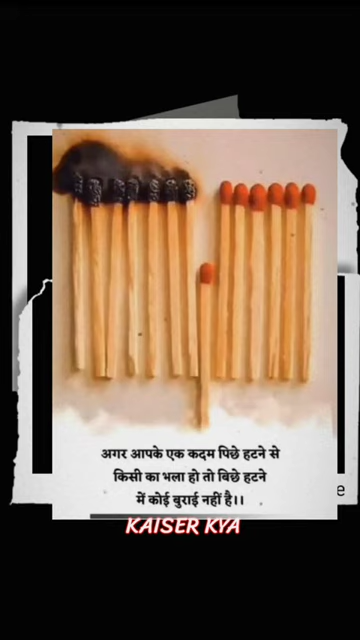 अगर आपके एक कदम पिछे हटने से
किसी का भला हो तो बिछे हटने
में कोई बुराई नहीं है।।
e
KAISER KYA